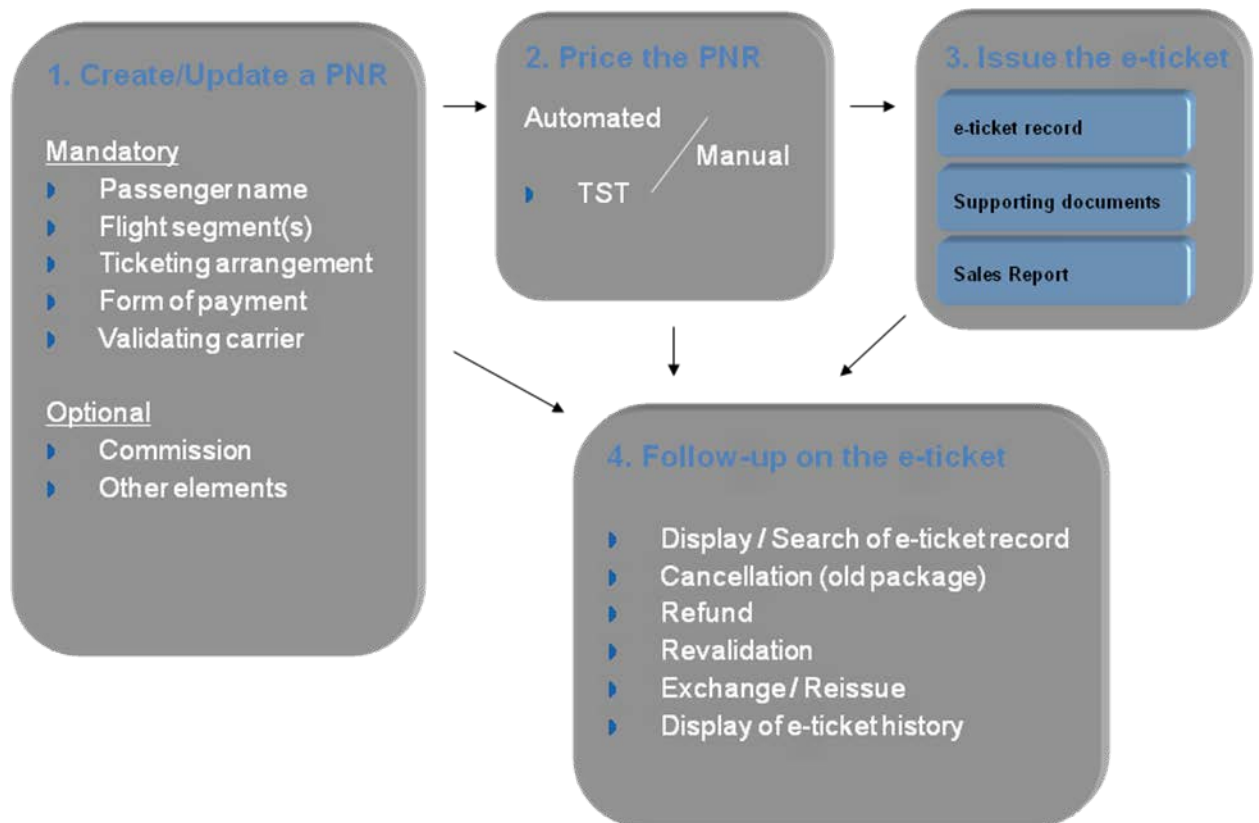 1. Create/Update a PNR
Mandatory
Passenger name
Flight segment(s)
Ticketing arrangement
Form of payment
Validating carrier
Optional
Commission
Other elements
2. Price the PNR
Automated
Manual
TST
3. Issue the e-ticket
e-ticket record
Supporting documents
Sales Report
4. Follow-up on the e-ticket
Display / Search of e-ticket record
Cancellation (old package)
Refund
Revalidation
Exchange / Reissue
Display of e-ticket history